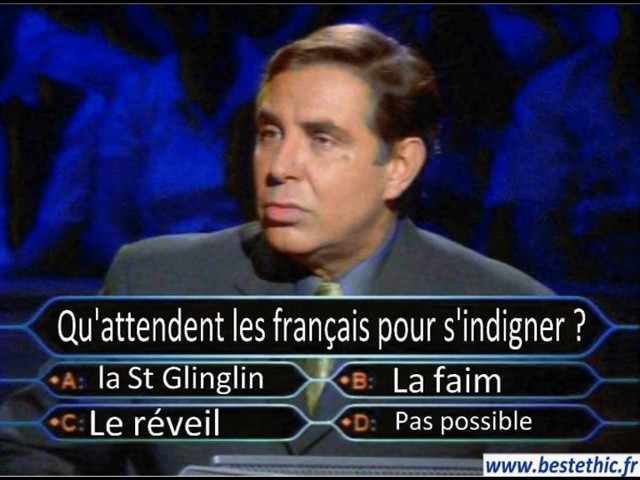 Qu'attendent les français pour s'indigner ?
A: la St Glinglin
B: La faim
C: Le réveil
D: Pas possible
www.bestethic.fr